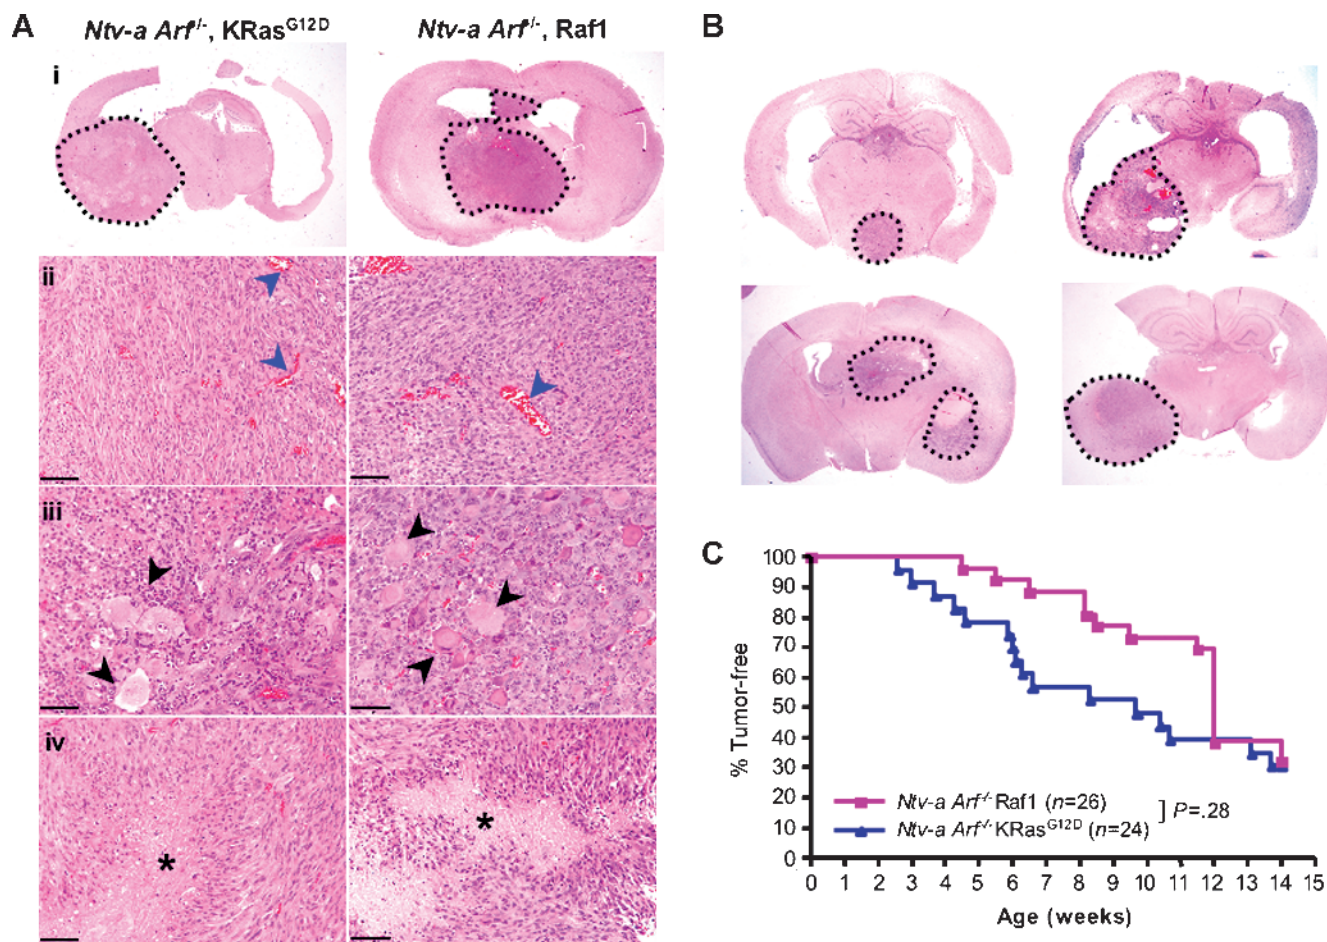 A
Ntv-a Arf-/-, KRasG12D
Ntv-a Arf-/-, Raf1
B
i
ii
iii
iv
*
*
C
% Tumor-free
100
90
80
70
60
50
40
30
20
10
0
Ntv-a Arf-/-Raf1 (n=26)
Ntv-a Arf-/-KRasG12D (n=24)
] P=.28
0 1 2 3 4 5 6 7 8 9 10 11 12 13 14 15
Age (weeks)